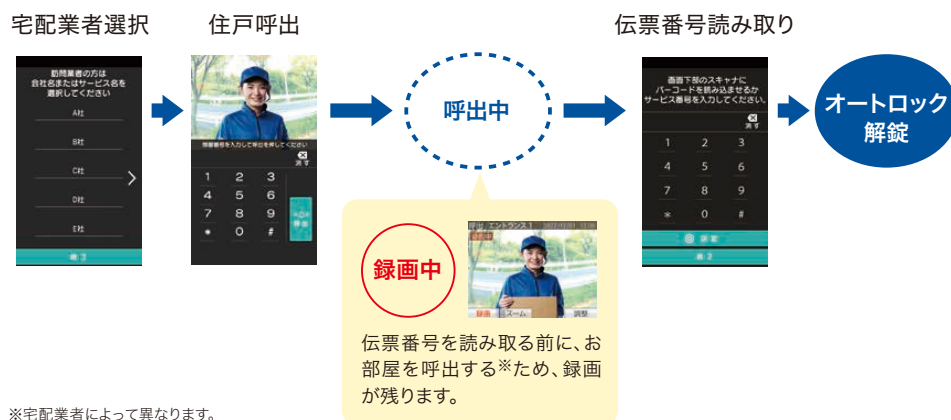 宅配業者選択
住戸呼出
伝票番号読み取り
訪問業者の方は
会社名またはサービス名を
選択してください
A社
B社
C社
D社
E社
部屋番号を入力して呼出を押してください
消す
1 2 3
4 5 6
7 8 9
* 0 #
呼出
呼出中
画面下部のスキャナに
バーコードを読み込ませるか
サービス番号を入力してください。
消す
1 2 3
4 5 6
7 8 9
* 0 #
オートロック
解錠
録画中
呼出 エントランス1
録画 ズーム 調整
伝票番号を読み取る前に、お
部屋を呼出する※ため、録画
が残ります。
※宅配業者によって異なります。